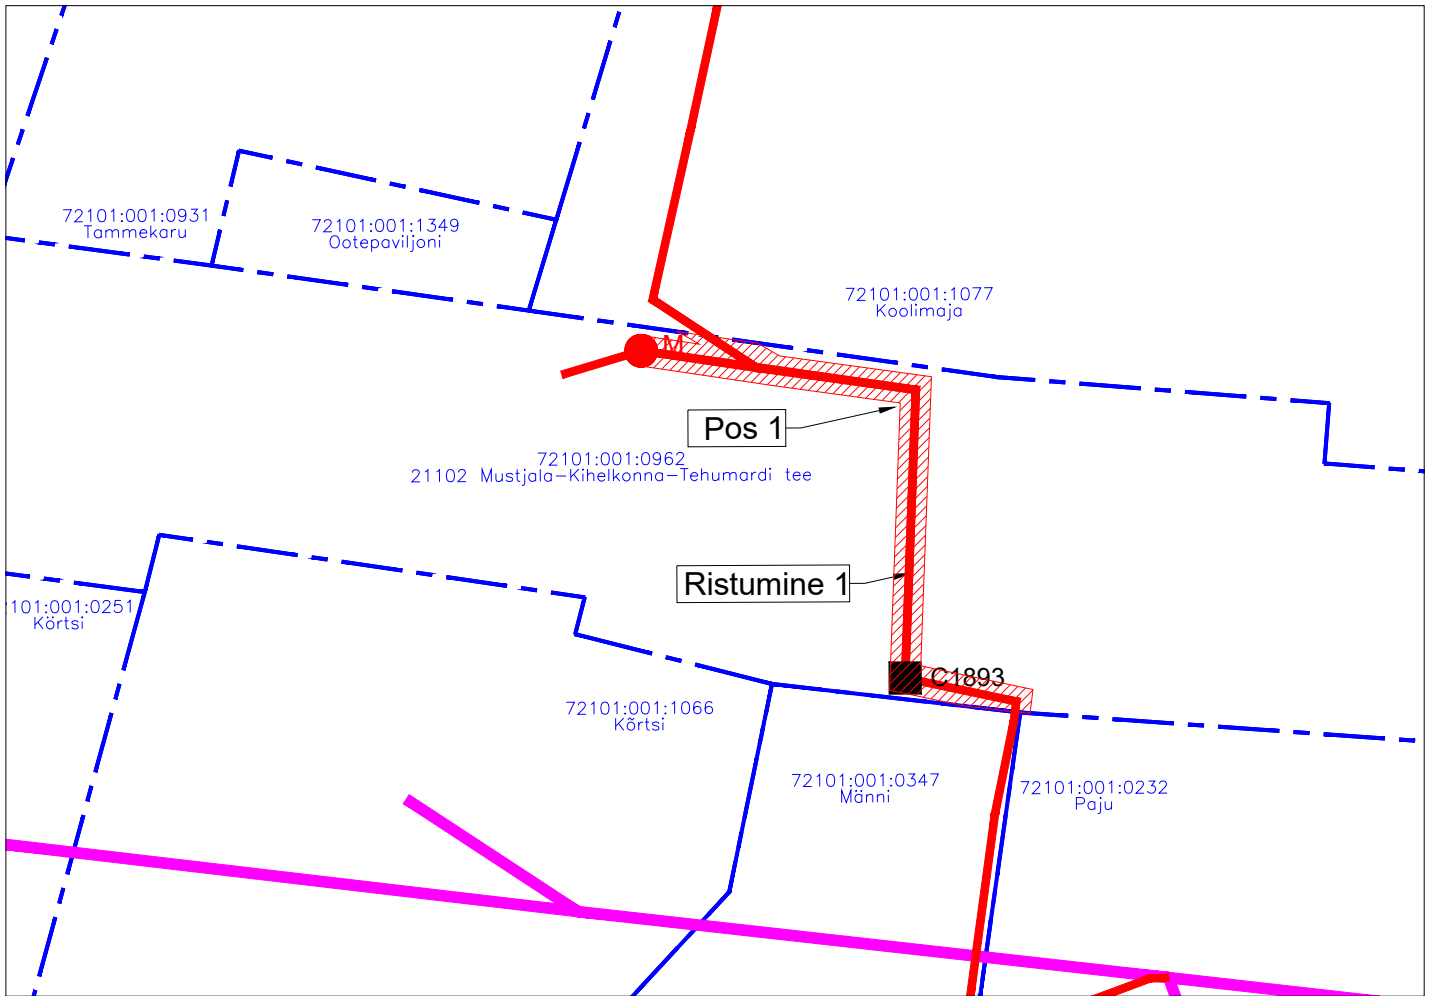 72101:001:0931
Tammekaru
72101:001:1349
Ootepaviljoni
72101:001:1077
Koolimaja
M
Pos 1
72101:001:0962
21102 Mustjala-Kihelkonna-Tehumardi tee
Ristumine 1
101:001:0251
Körtsi
C1893
72101:001:1066
Kõrtsi
72101:001:0347
Männi
72101:001:0232
Paju